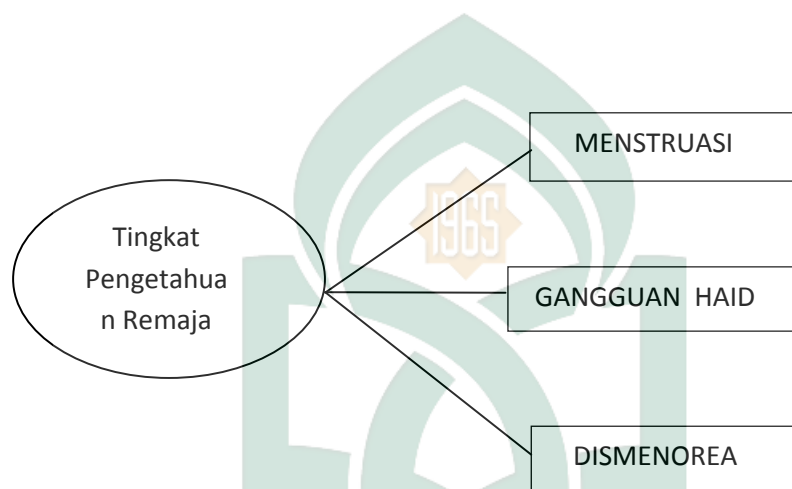 MENSTRUASI
Tingkat
Pengetahua
n Remaja
GANGGUAN HAID
DISMENOREA
1965